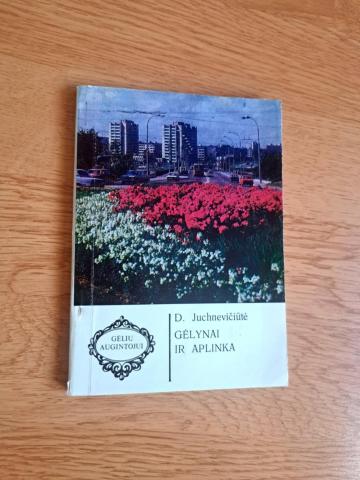 D. Juchnevičiūtė
GĖLYNAI
IR APLINKA
GĖLIŲ
AUGINTOJUI